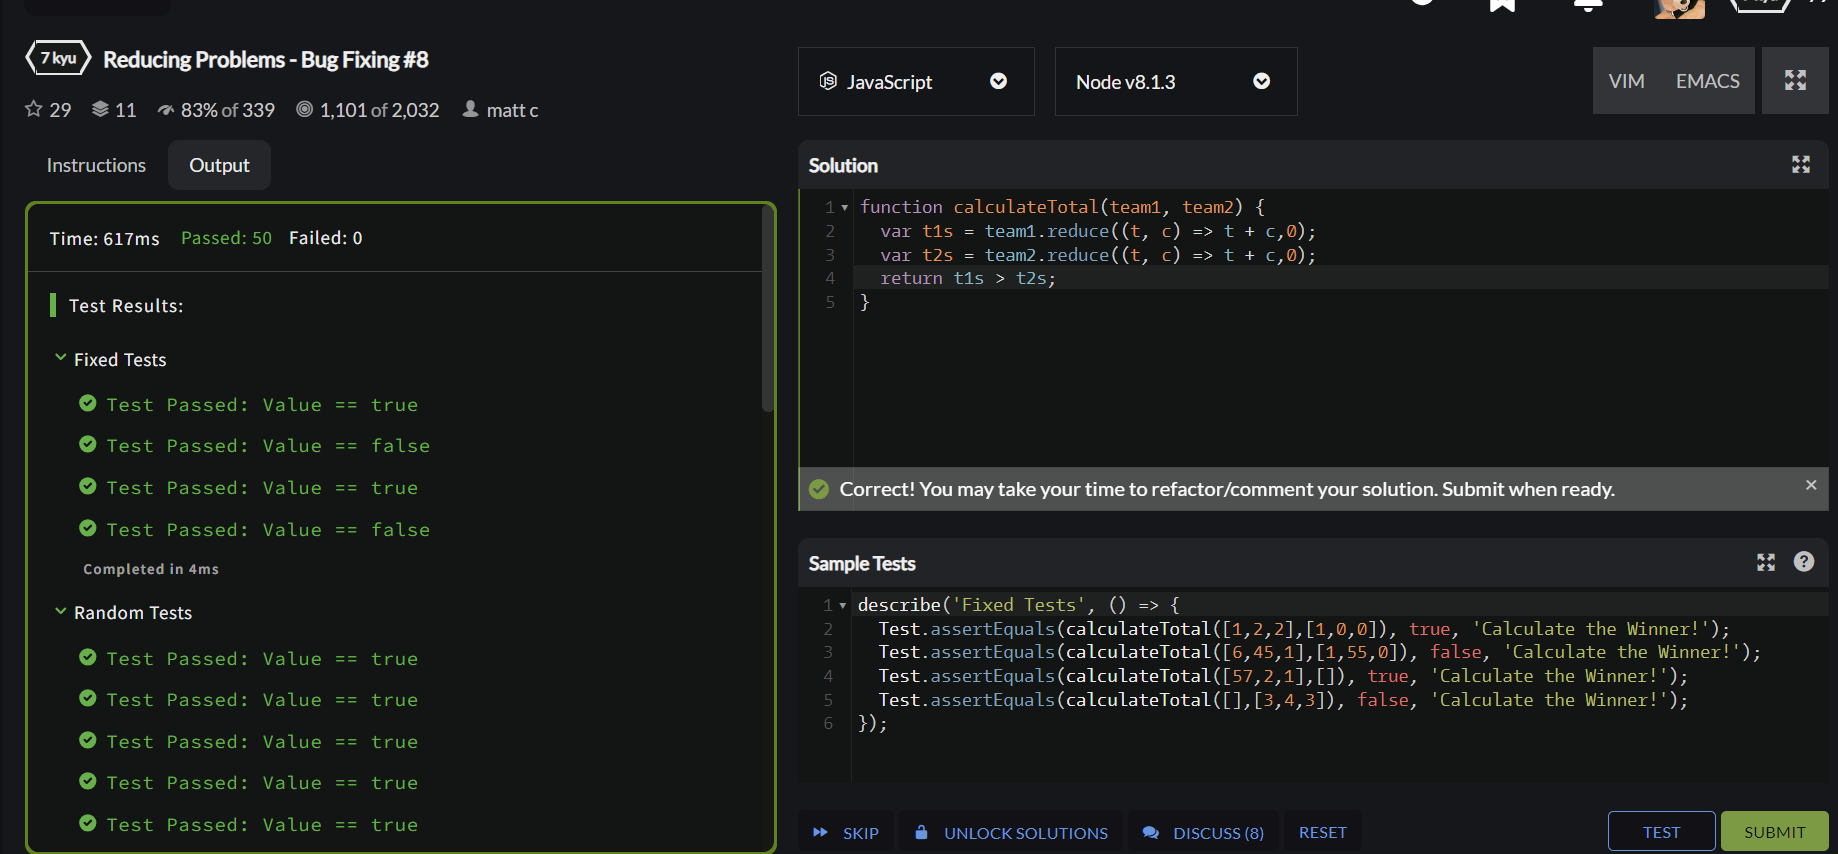 7 kyu Reducing Problems - Bug Fixing #8
29 11 83% of 339 1,101 of 2,032 matt c
Instructions Output
Time: 617ms Passed: 50 Failed: 0
Test Results:
Fixed Tests
Test Passed: Value == true
Test Passed: Value == false
Test Passed: Value == true
Test Passed: Value == false
Completed in 4ms
Random Tests
Test Passed: Value == true
Test Passed: Value == true
Test Passed: Value == true
Test Passed: Value == true
Test Passed: Value == true
JS JavaScript Node v8.1.3 VIM EMACS
Solution
1 function calculateTotal(team1, team2) {
2 var t1s = team1.reduce((t, c) => t + c,0);
3 var t2s = team2.reduce((t, c) => t + c,0);
4 return t1s > t2s;
5 }
Correct! You may take your time to refactor/comment your solution. Submit when ready. ×
Sample Tests ?
1 describe('Fixed Tests', () => {
2 Test.assertEquals(calculateTotal([1,2,2],[1,0,0]), true, 'Calculate the Winner!');
3 Test.assertEquals(calculateTotal([6,45,1],[1,55,0]), false, 'Calculate the Winner!');
4 Test.assertEquals(calculateTotal([57,2,1],[]), true, 'Calculate the Winner!');
5 Test.assertEquals(calculateTotal([],[3,4,3]), false, 'Calculate the Winner!');
6 });
SKIP UNLOCK SOLUTIONS DISCUSS (8) RESET TEST SUBMIT